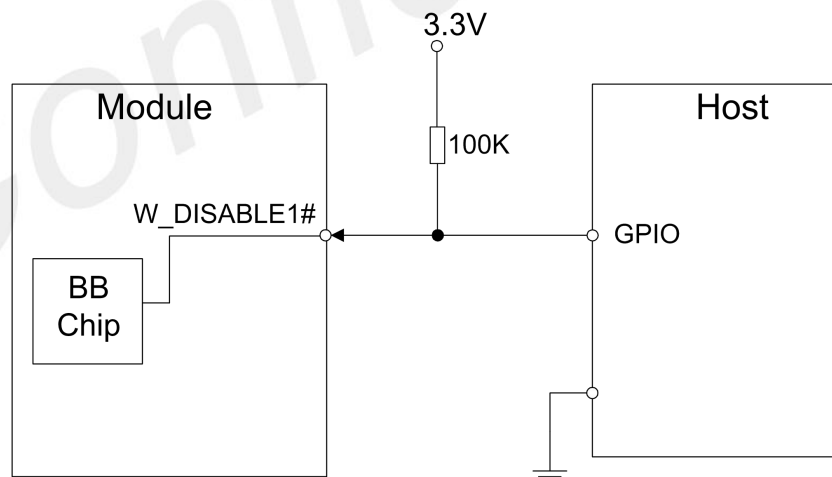 3.3V
Module
Host
100K
W_DISABLE1#
GPIO
BB
Chip